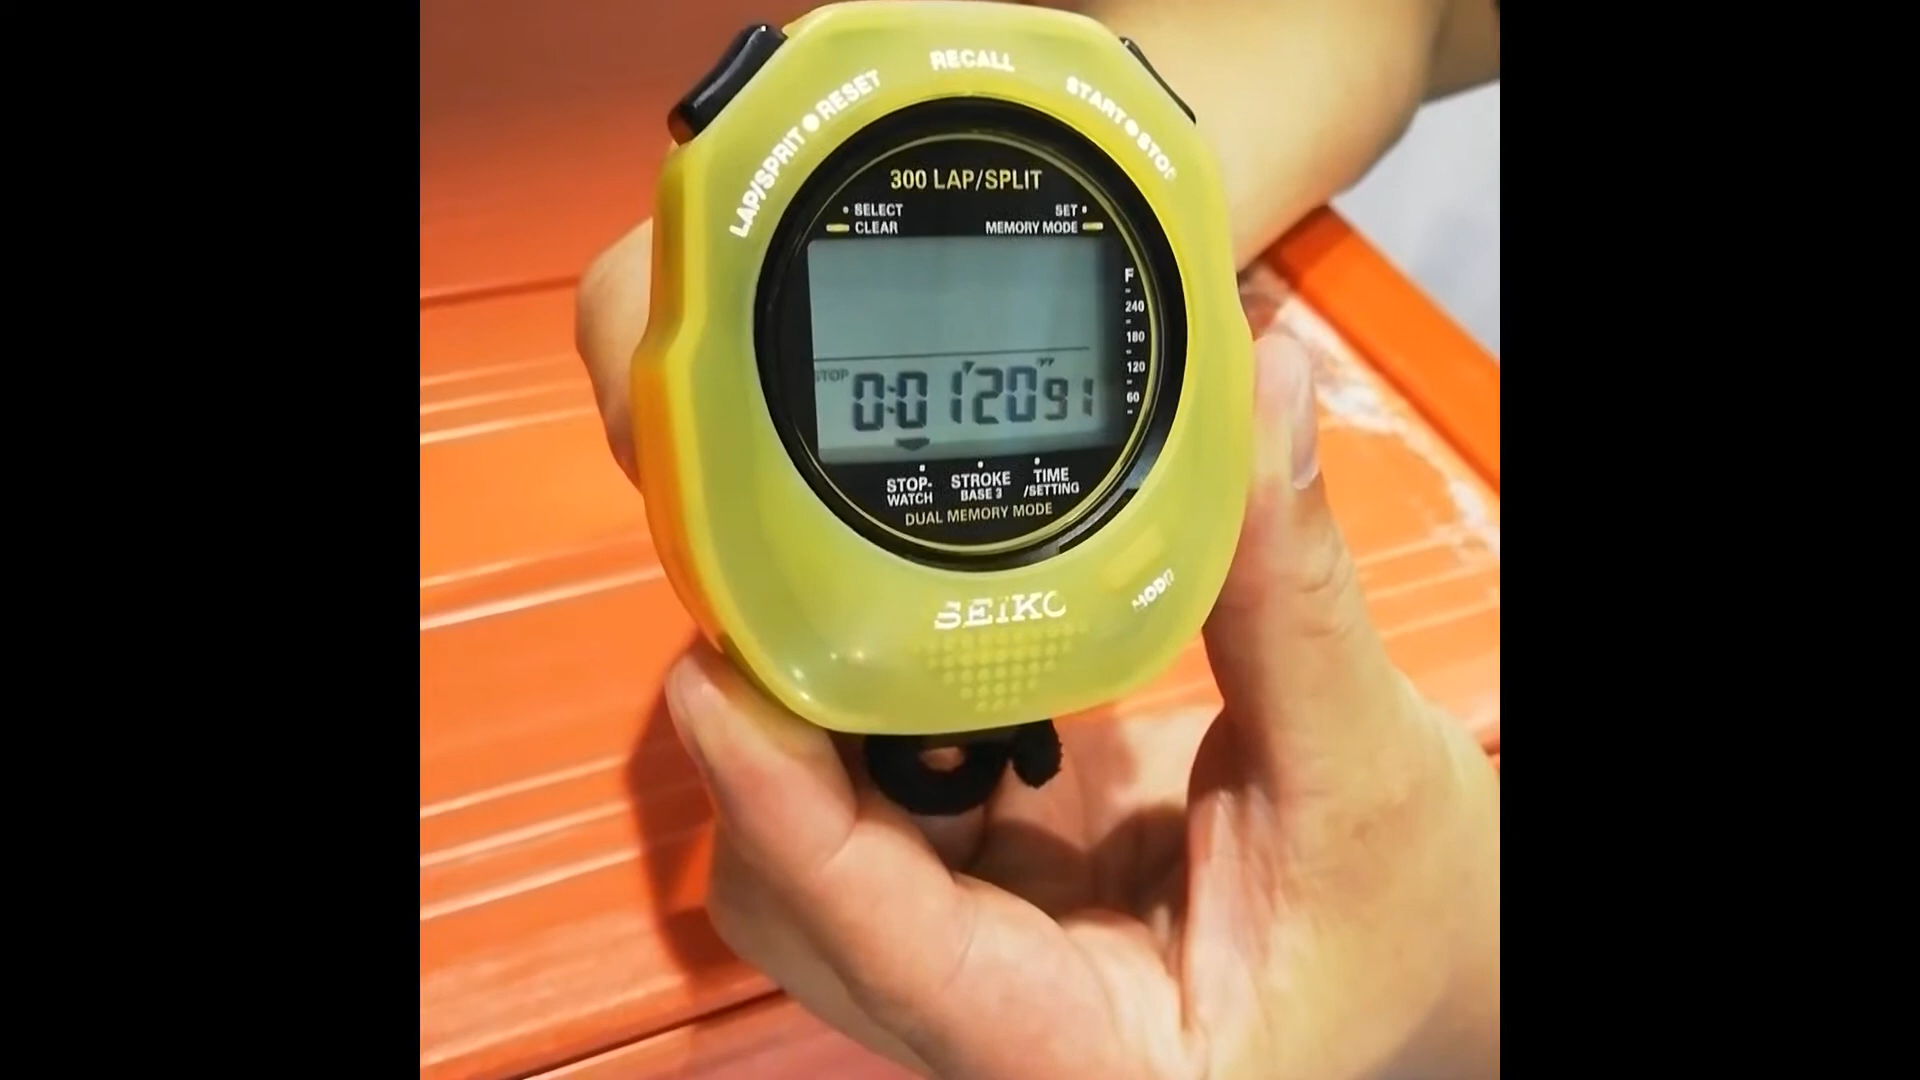 RECALL
LAP/SPRIT●RESET
START●STOP
300 LAP/SPLIT
• SELECT
SET •
CLEAR
MEMORY MODE
F
240
180
120
60
STOP
0:01'20"91
STOP-
WATCH
STROKE
BASE 3
TIME
/SETTING
DUAL MEMORY MODE
SEIKO
MODE